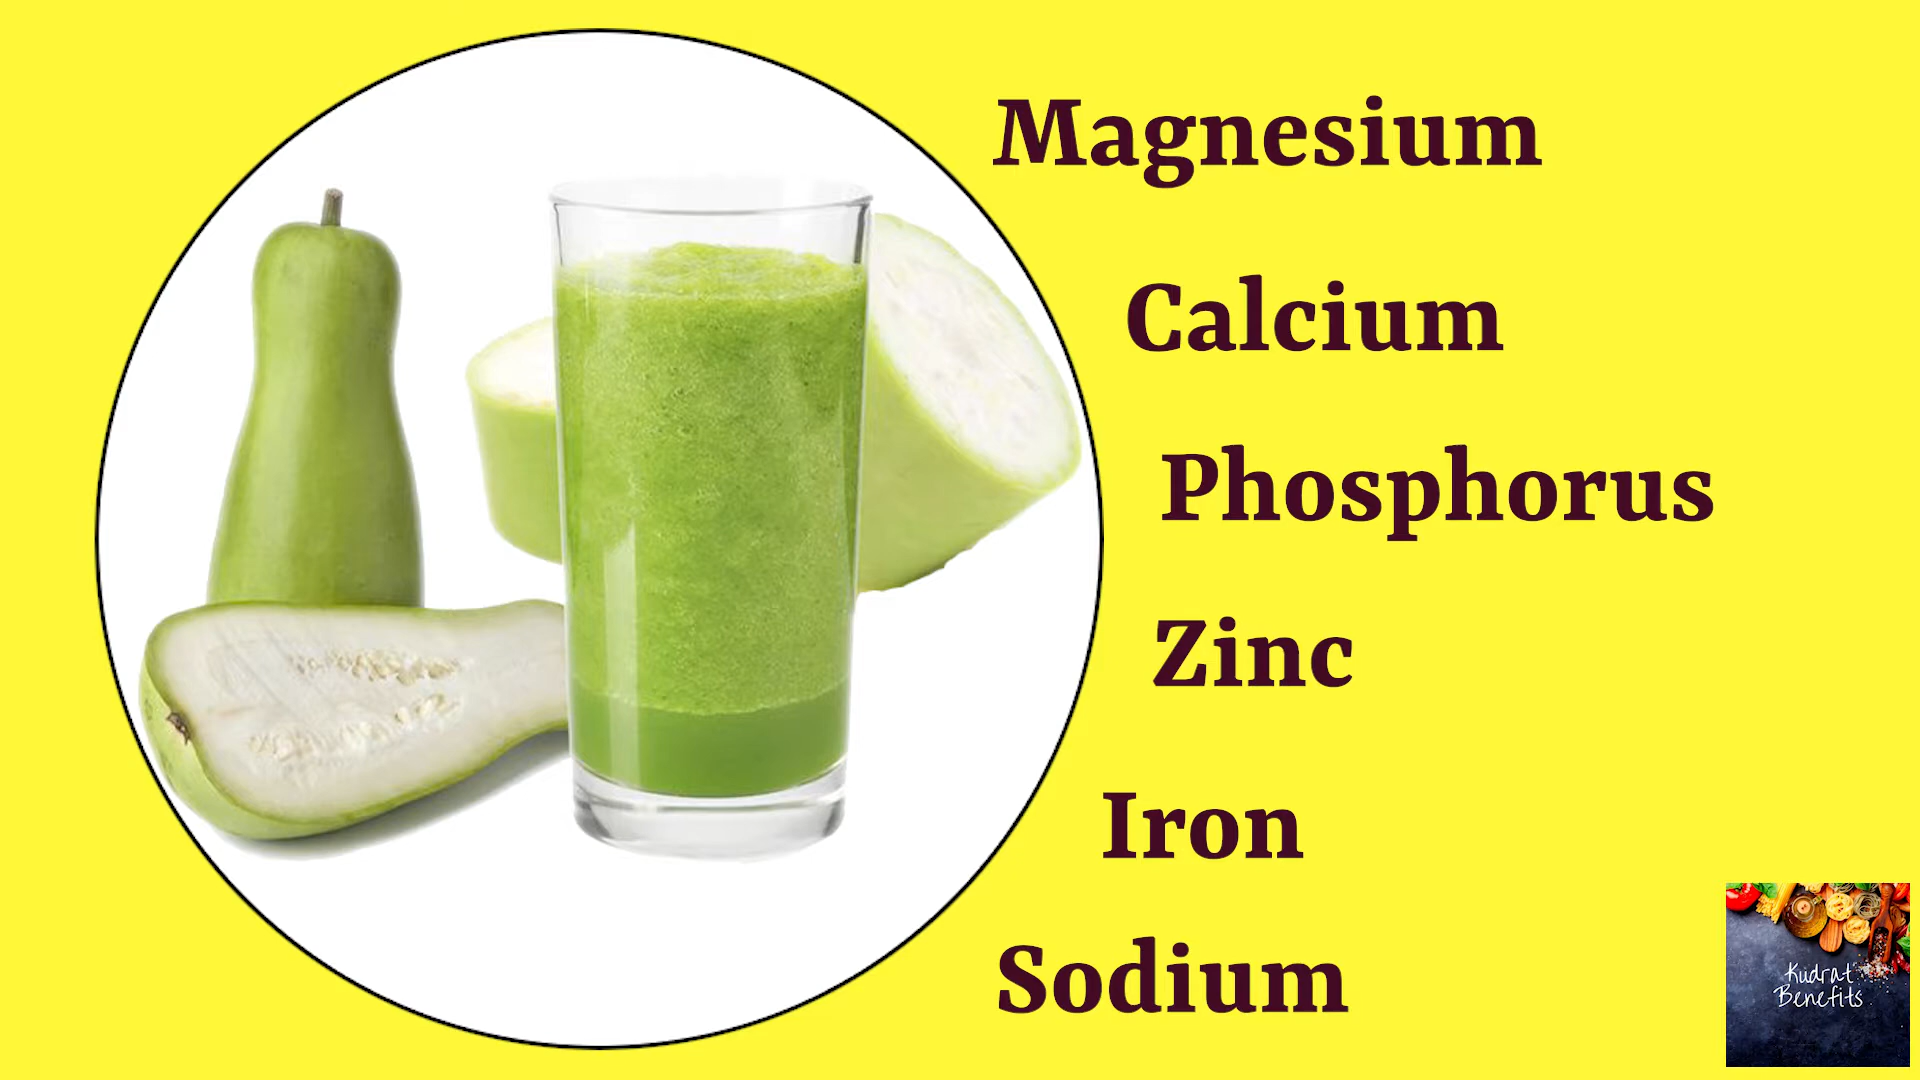 Magnesium
Calcium
Phosphorus
Zinc
Iron
Sodium
Kudrat
Benefits